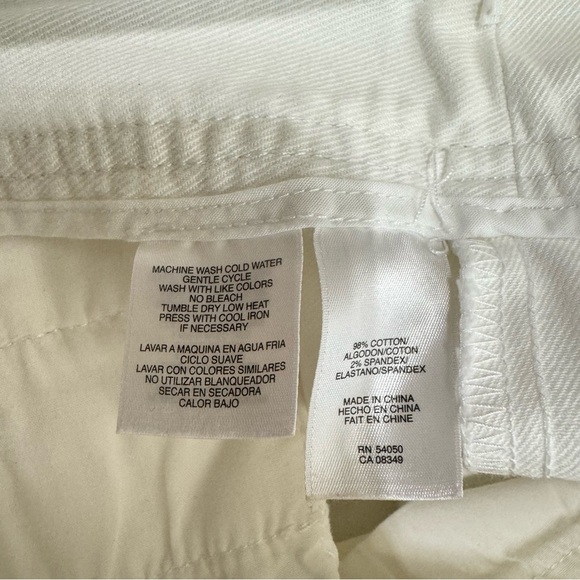 MACHINE WASH COLD WATER
GENTLE CYCLE
WASH WITH LIKE COLORS
NO BLEACH
TUMBLE DRY LOW HEAT
PRESS WITH COOL IRON
IF NECESSARY
LAVAR A MAQUINA EN AGUA FRIA
CICLO SUAVE
LAVAR CON COLORES SIMILARES
NO UTILIZAR BLANQUEADOR
SECAR EN SECADORA
CALOR BAJO
98% COTTON/
ALGODON/COTON
2% SPANDEX/
ELASTANO/SPANDEX
MADE IN CHINA
HECHO EN CHINA
FAIT EN CHINE
RN 54050
CA 08349